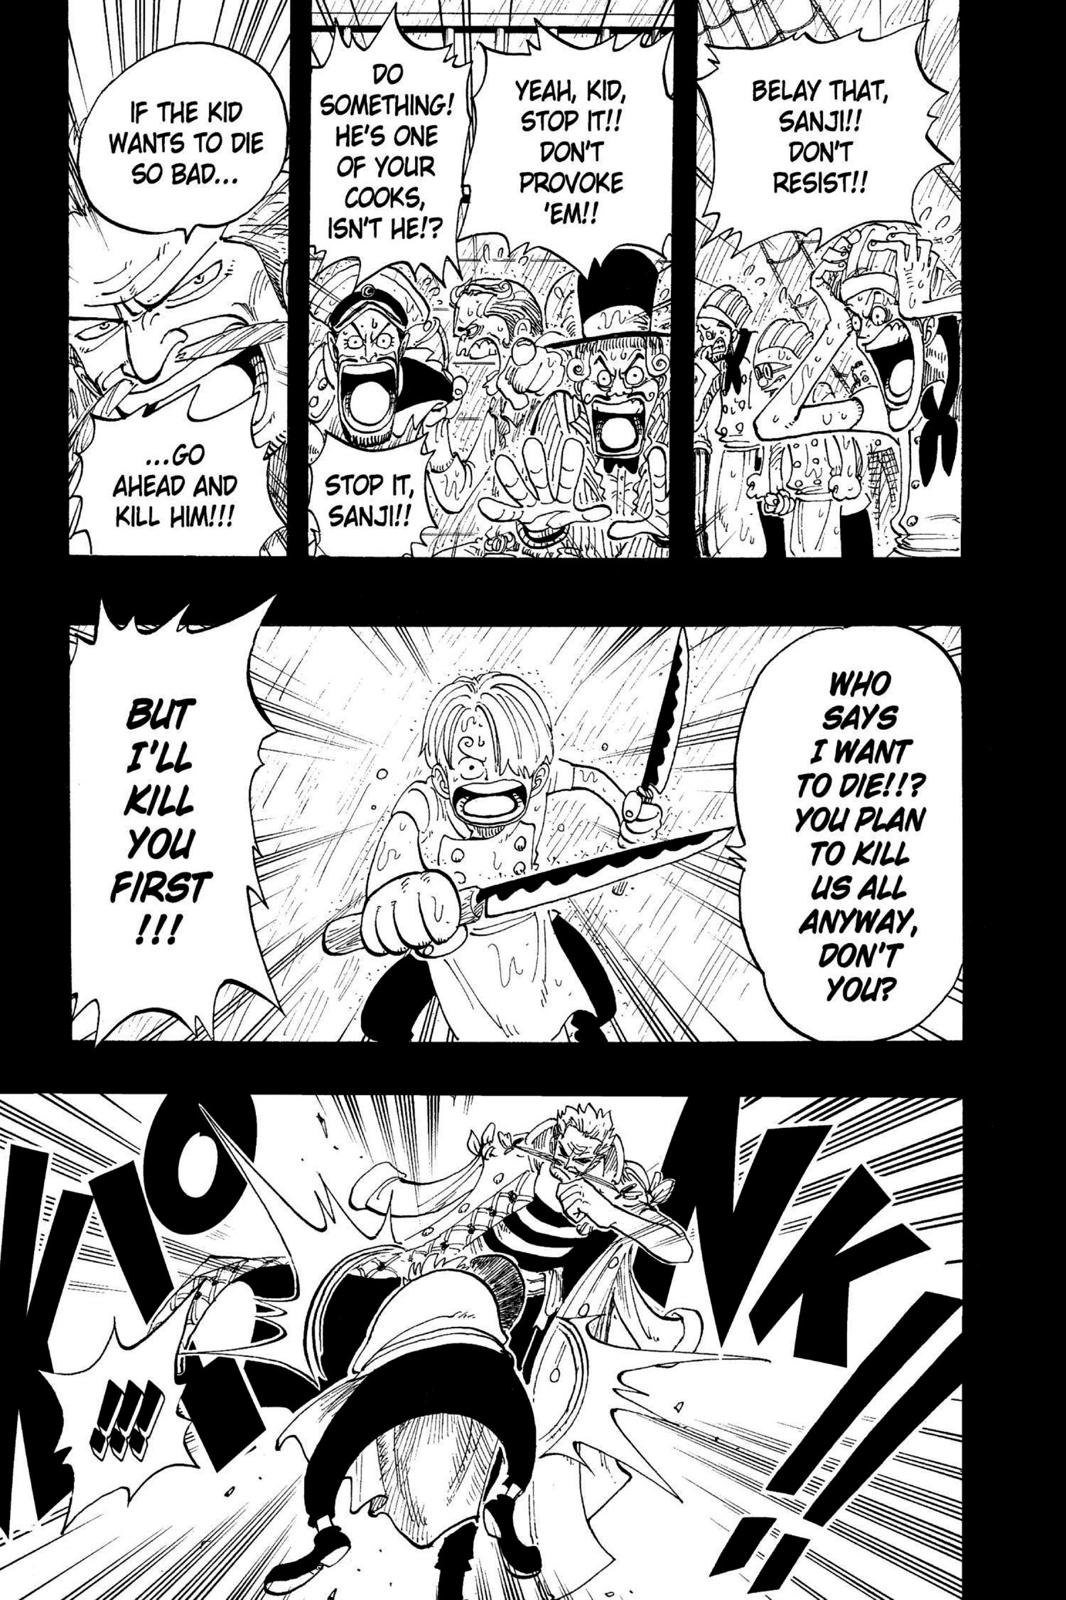 BELAY THAT,
SANJI!!
DON'T
RESIST!!
YEAH, KID,
STOP IT!!
DON'T
PROVOKE
'EM!!
DO
SOMETHING!
HE'S ONE
OF YOUR
COOKS,
ISN'T HE!?
STOP IT,
SANJI!!
IF THE KID
WANTS TO DIE
SO BAD...
...GO
AHEAD AND
KILL HIM!!!
WHO
SAYS
I WANT
TO DIE!!?
YOU PLAN
TO KILL
US ALL
ANYWAY,
DON'T
YOU?
BUT
I'LL
KILL
YOU
FIRST
!!!
!!!!